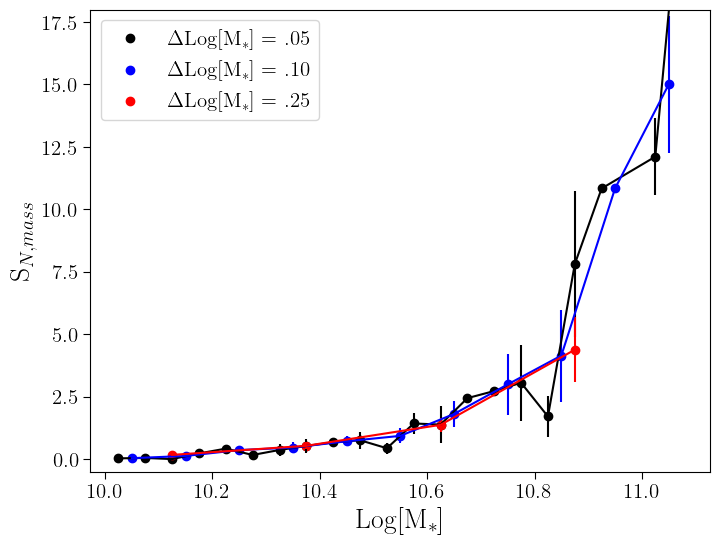 ΔLog[M*] = .05
ΔLog[M*] = .10
ΔLog[M*] = .25
17.5
15.0
12.5
10.0
7.5
5.0
2.5
0.0
S_{N,mass}
10.0 10.2 10.4 10.6 10.8 11.0
Log[M*]